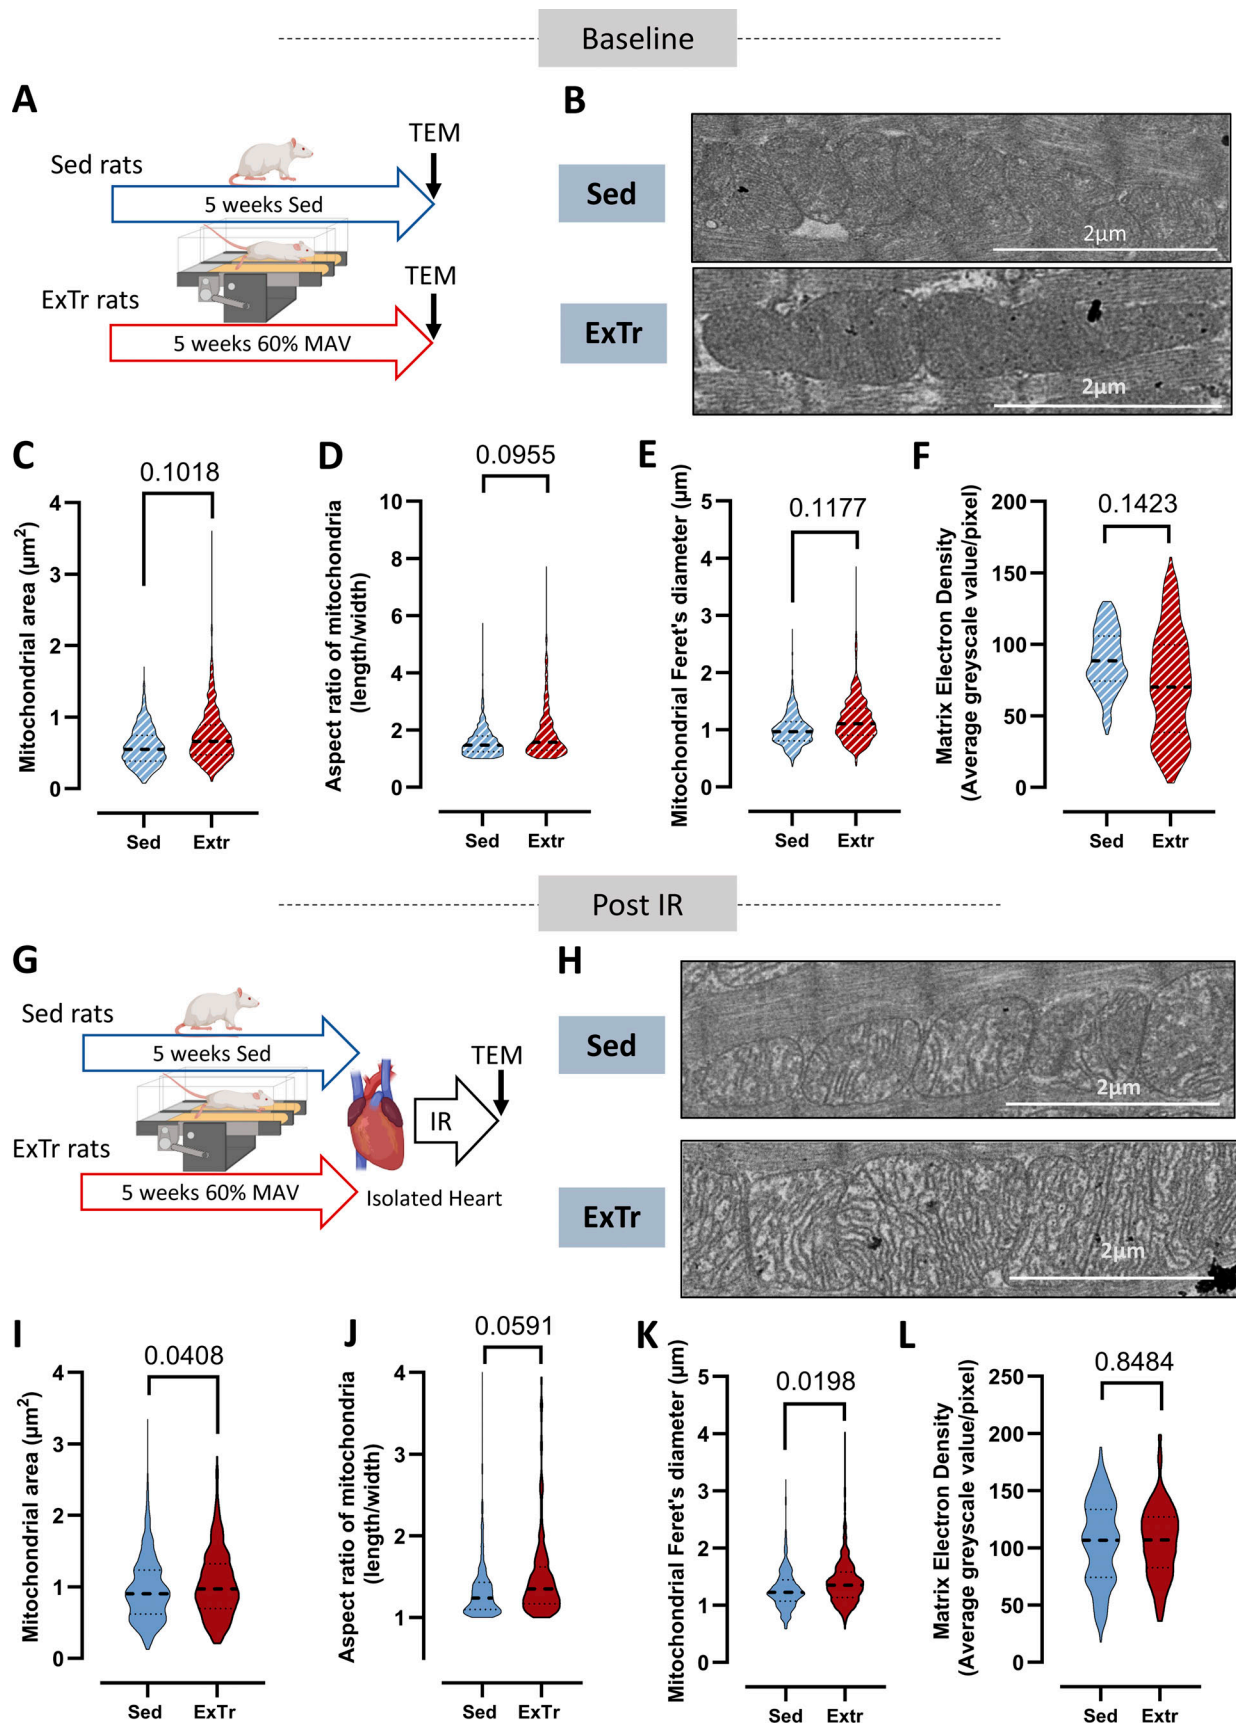 Baseline
A
TEM
Sed rats
5 weeks Sed
TEM
ExTr rats
5 weeks 60% MAV
B
Sed
2μm
ExTr
2μm
C
0.1018
Mitochondrial area (μm²)
4
3
2
1
0
Sed
Extr
D
0.0955
Aspect ratio of mitochondria
(length/width)
10
8
6
4
2
0
Sed
Extr
E
0.1177
Mitochondrial Feret's diameter (μm)
5
4
3
2
1
0
Sed
Extr
F
0.1423
Matrix Electron Density
(Average greyscale value/pixel)
200
150
100
50
0
Sed
Extr
Post IR
G
Sed rats
5 weeks Sed
TEM
IR
ExTr rats
5 weeks 60% MAV
Isolated Heart
H
Sed
2μm
ExTr
2μm
I
0.0408
Mitochondrial area (μm²)
4
3
2
1
0
Sed
ExTr
J
0.0591
Aspect ratio of mitochondria
(length/width)
4
3
2
1
Sed
ExTr
K
0.0198
Mitochondrial Feret's diameter (μm)
5
4
3
2
1
0
Sed
Extr
L
0.8484
Matrix Electron Density
(Average greyscale value/pixel)
250
200
150
100
50
0
Sed
Extr